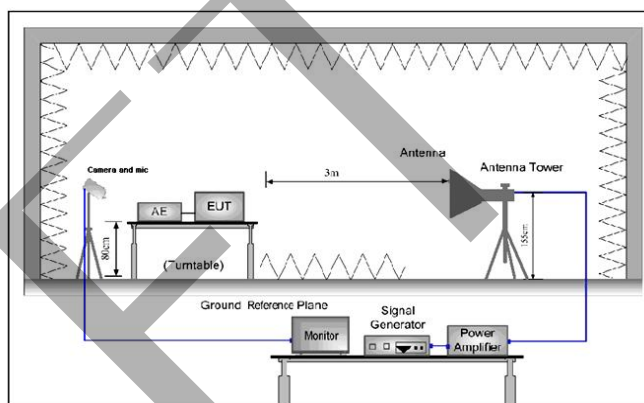 Camera and mic
AE
EUT
80cm
(Turntable)
3m
Antenna
Antenna Tower
155cm
Ground Reference Plane
Monitor
Signal
Generator
Power
Amplifier